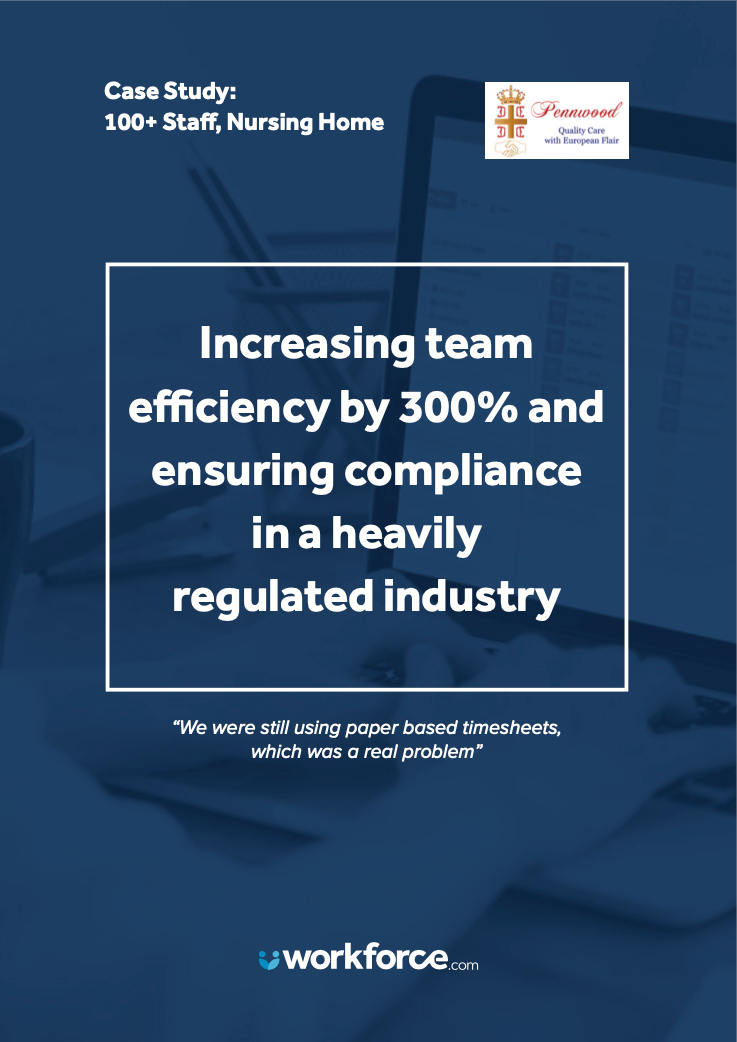 Case Study:
100+ Staff, Nursing Home
Pennwood
Quality Care
with European Flair
Increasing team
efficiency by 300% and
ensuring compliance
in a heavily
regulated industry
“We were still using paper based timesheets,
which was a real problem”
workforce.com